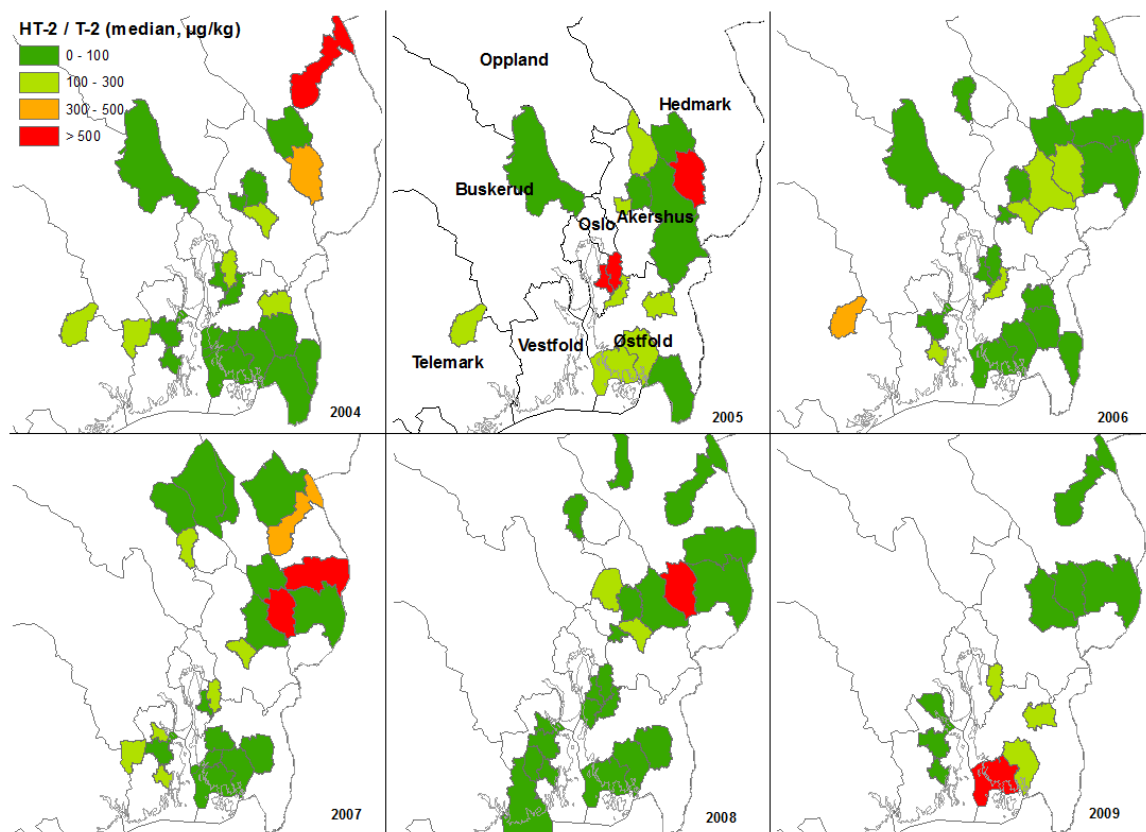 HT-2 / T-2 (median, µg/kg)
0 - 100
100 - 300
300 - 500
> 500
2004
Oppland
Hedmark
Buskerud
Oslo
Akershus
Vestfold
Østfold
Telemark
2005
2006
2007
2008
2009